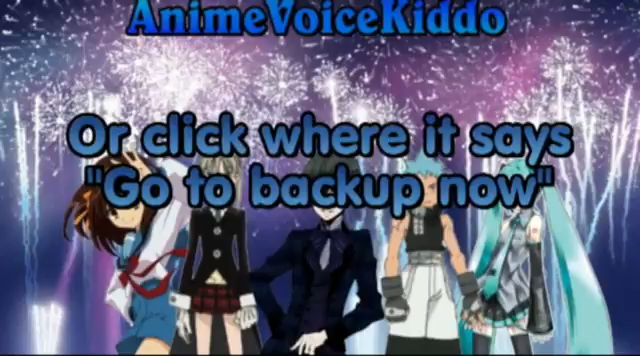 AnimeVoiceKiddo
Or click where it says
"Go to backup now"